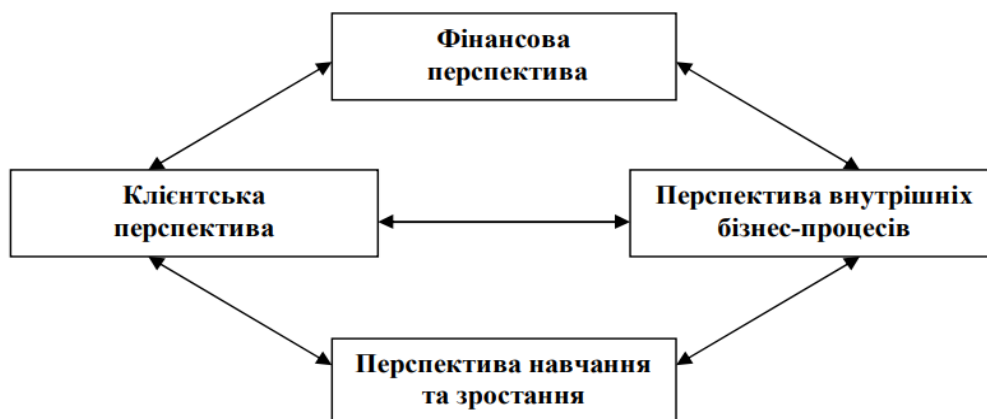 Фінансова
перспектива
Клієнтська
перспектива
Перспектива внутрішніх
бізнес-процесів
Перспектива навчання
та зростання